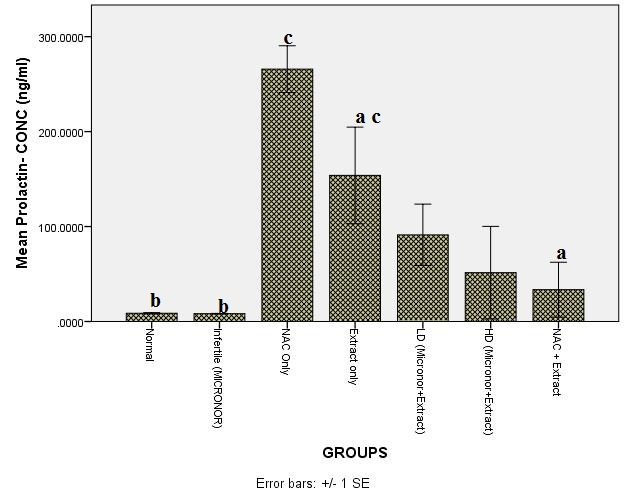 Mean Prolactin- CONC (ng/ml)
300.0000
200.0000
100.0000
.0000
c
a c
b
b
a
Normal
Infertile (MICRONOR)
NAC Only
Extract only
LD (Micronor+Extract)
HD (Micronor+Extract)
NAC + Extract
GROUPS
Error bars: +/- 1 SE